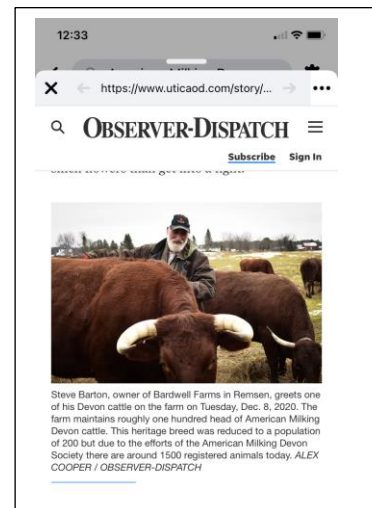 12:33
https://www.uticaod.com/story/...
OBSERVER-DISPATCH
Subscribe Sign In
Steve Barton, owner of Bardwell Farms in Remsen, greets one
of his Devon cattle on the farm on Tuesday, Dec. 8, 2020. The
farm maintains roughly one hundred head of American Milking
Devon cattle. This heritage breed was reduced to a population
of 200 but due to the efforts of the American Milking Devon
Society there are around 1500 registered animals today. ALEX
COOPER / OBSERVER-DISPATCH